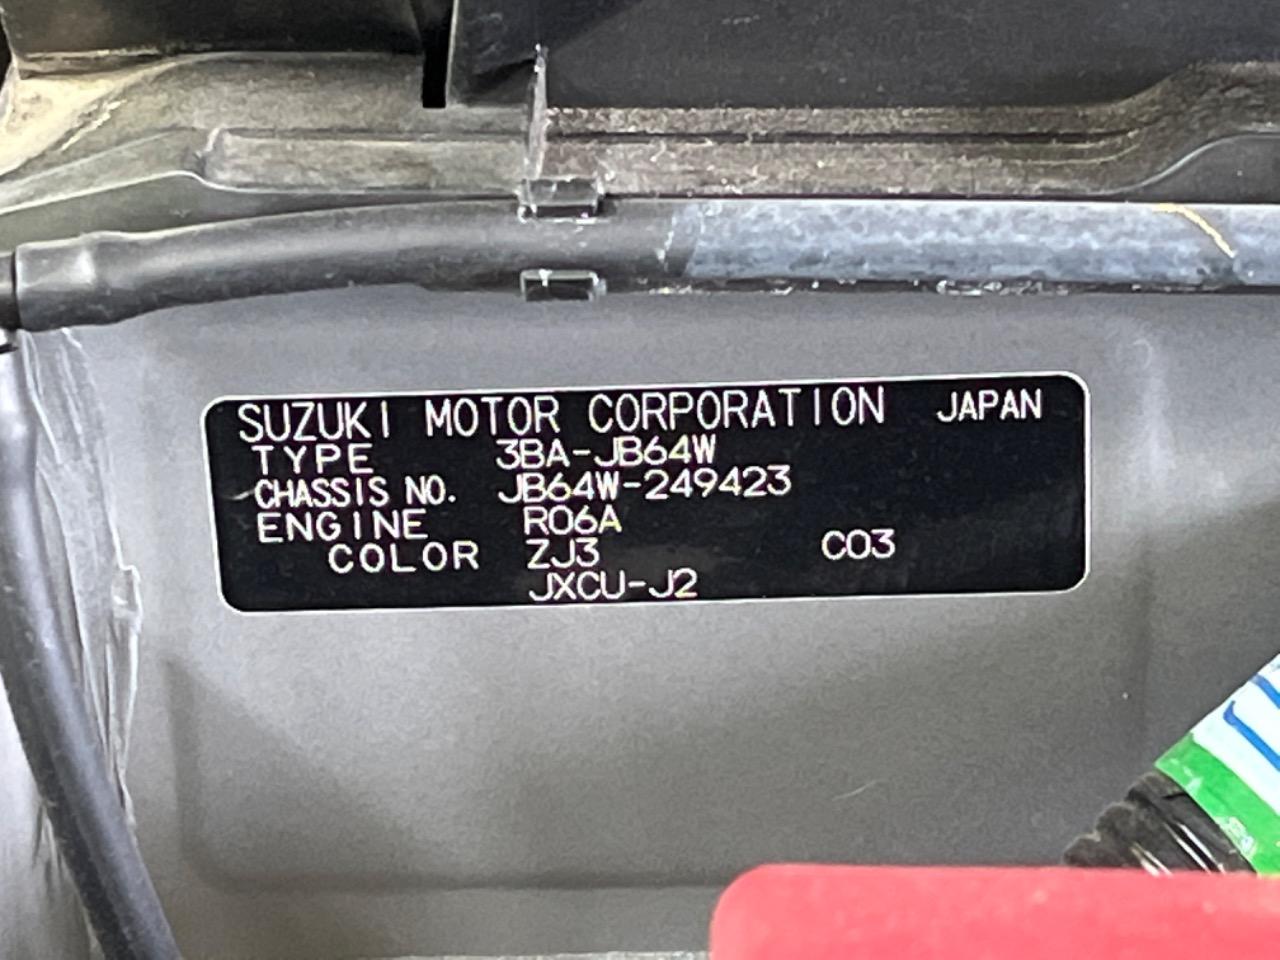 SUZUKI MOTOR CORPORATION JAPAN
TYPE 3BA-JB64W
CHASSIS NO. JB64W-249423
ENGINE R06A
COLOR ZJ3 C03
JXCU-J2